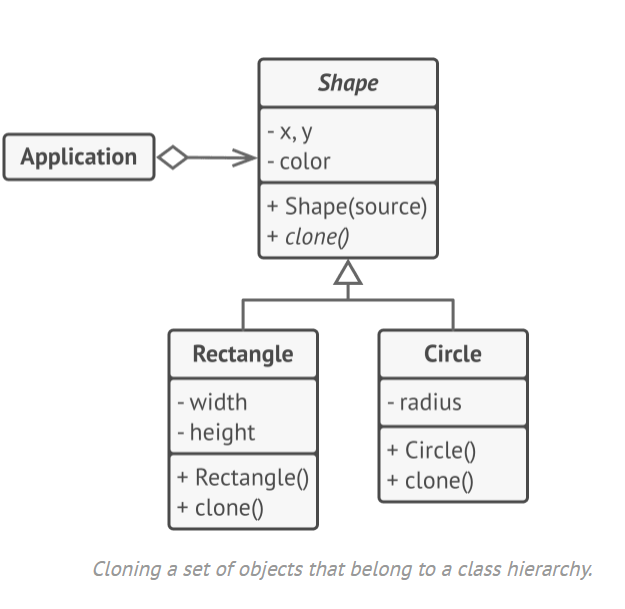 Shape
Application
- x, y
- color
+ Shape(source)
+ clone()
Rectangle
- width
- height
+ Rectangle()
+ clone()
Circle
- radius
+ Circle()
+ clone()
Cloning a set of objects that belong to a class hierarchy.